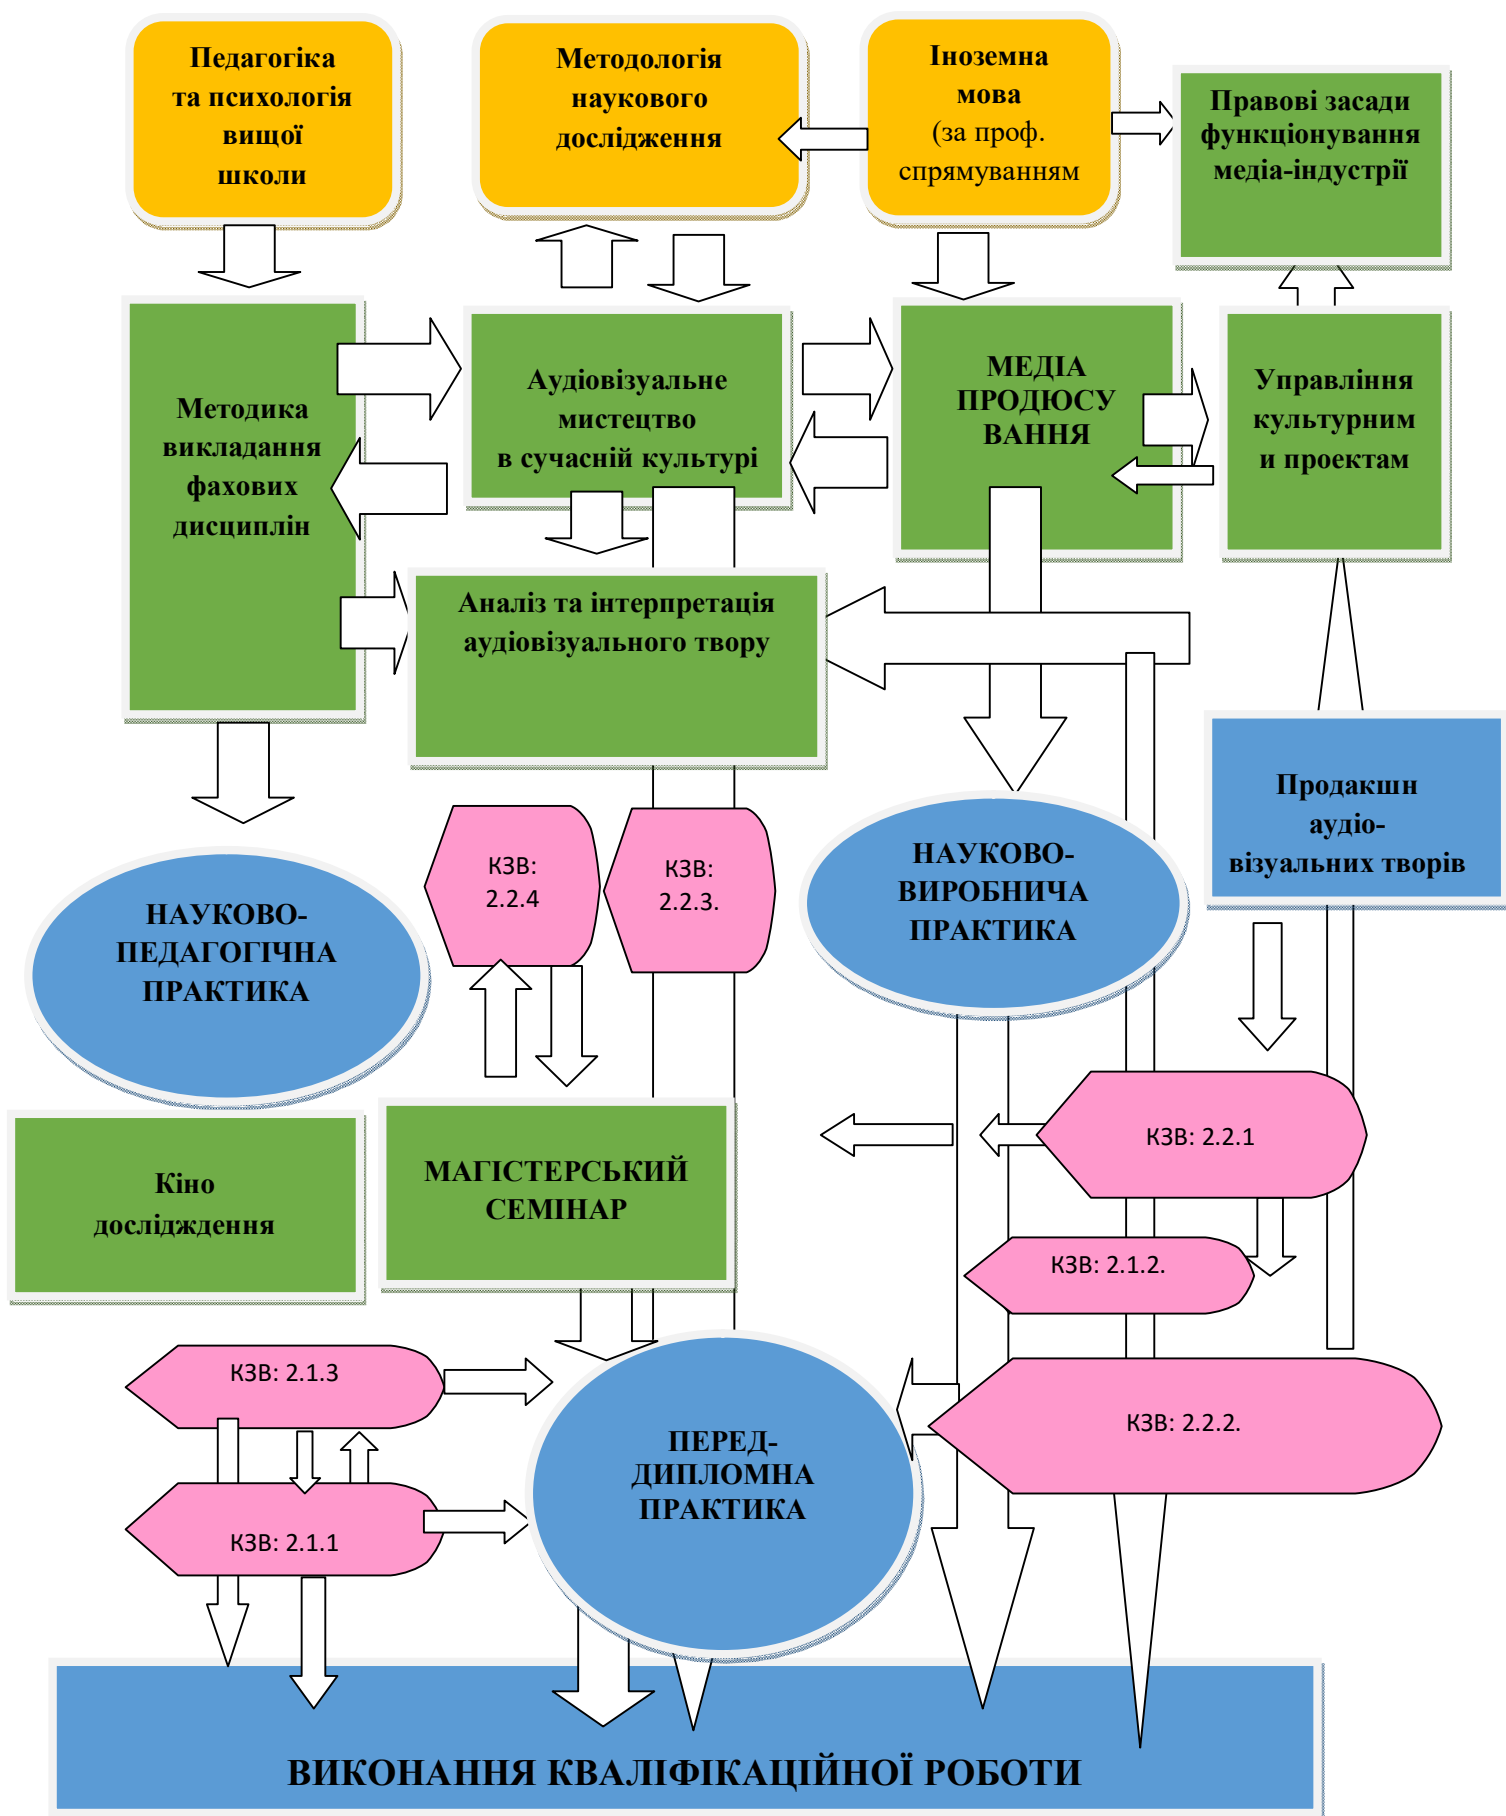 Педагогіка
та психологія
вищої
школи
Методологія
наукового
дослідження
Іноземна
мова
(за проф.
спрямуванням
Правові засади
функціонування
медіа-індустрії
Методика
викладання
фахових
дисциплін
Аудіовізуальне
мистецтво
в сучасній культурі
МЕДІА
ПРОДЮСУ
ВАННЯ
Управління
культурним
и проектам
Аналіз та інтерпретація
аудіовізуального твору
Продакшн
аудіо-
візуальних творів
НАУКОВО-
ПЕДАГОГІЧНА
ПРАКТИКА
КЗВ:
2.2.4
КЗВ:
2.2.3.
НАУКОВО-
ВИРОБНИЧА
ПРАКТИКА
Кіно
дослідження
МАГІСТЕРСЬКИЙ
СЕМІНАР
КЗВ: 2.2.1
КЗВ: 2.1.2.
КЗВ: 2.1.3
КЗВ: 2.2.2.
ПЕРЕД-
ДИПЛОМНА
ПРАКТИКА
КЗВ: 2.1.1
ВИКОНАННЯ КВАЛІФІКАЦІЙНОЇ РОБОТИ